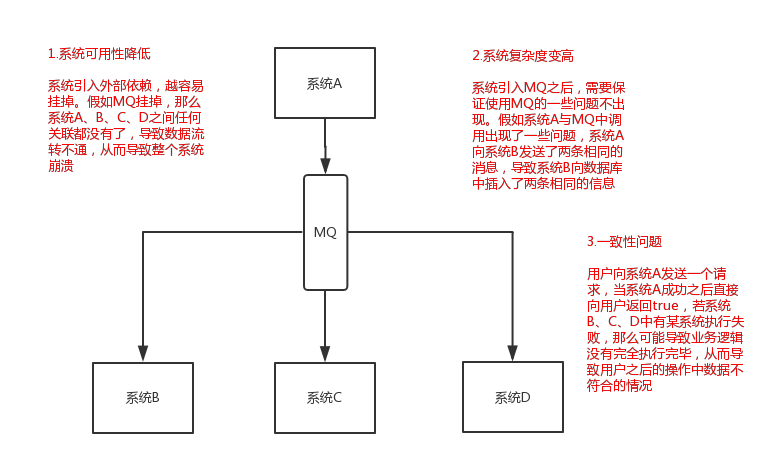 1.系统可用性降低
系统引入外部依赖，越容易
挂掉。假如MQ挂掉，那么
系统A、B、C、D之间任何
关联都没有了，导致数据流
转不通，从而导致整个系统
崩溃
系统A
2.系统复杂度变高
系统引入MQ之后，需要保
证使用MQ的一些问题不出
现。假如系统A与MQ中调
用出现了一些问题，系统A
向系统B发送了两条相同的
消息，导致系统B向数据库
中插入了两条相同的信息
MQ
3.一致性问题
用户向系统A发送一个请
求，当系统A成功之后直接
向用户返回true，若系统
B、C、D中有某系统执行失
败，那么可能导致业务逻辑
没有完全执行完毕，从而导
致用户之后的操作中数据不
符合的情况
系统B
系统C
系统D